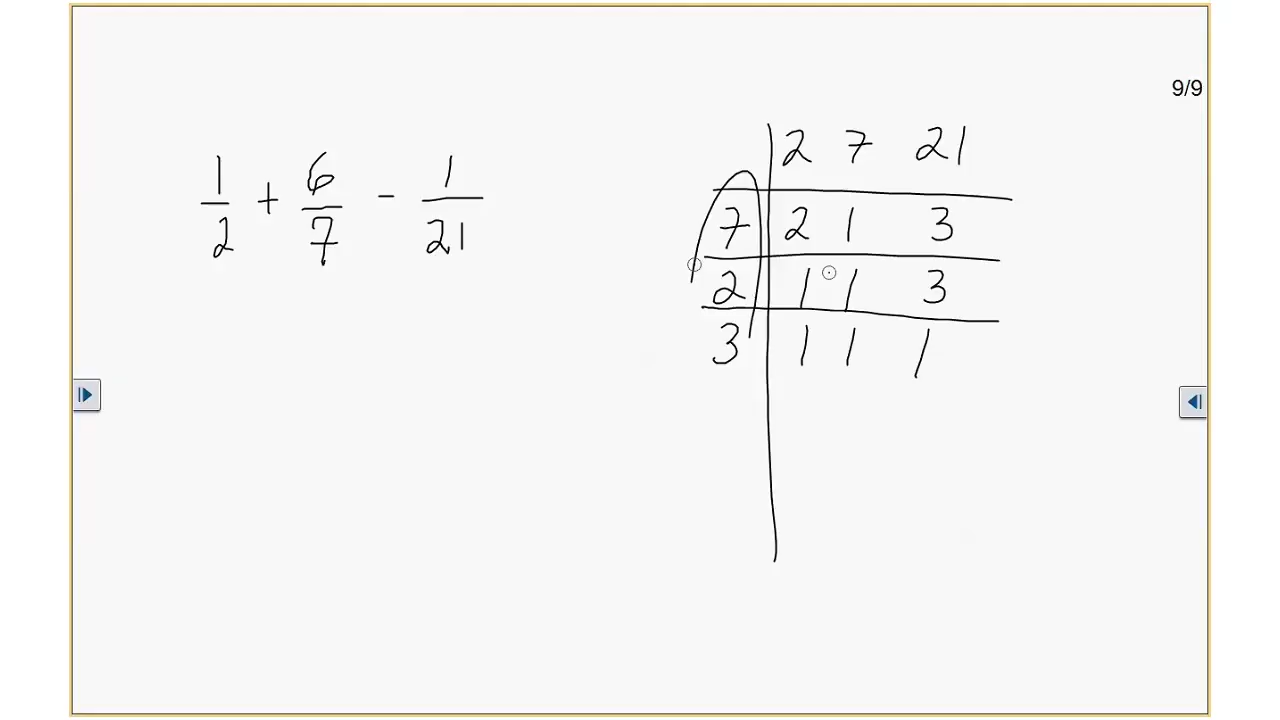 9/9
1/2 + 6/7 - 1/21
2 7 21
7 2 1 3
2 1 1 3
3 1 1 1